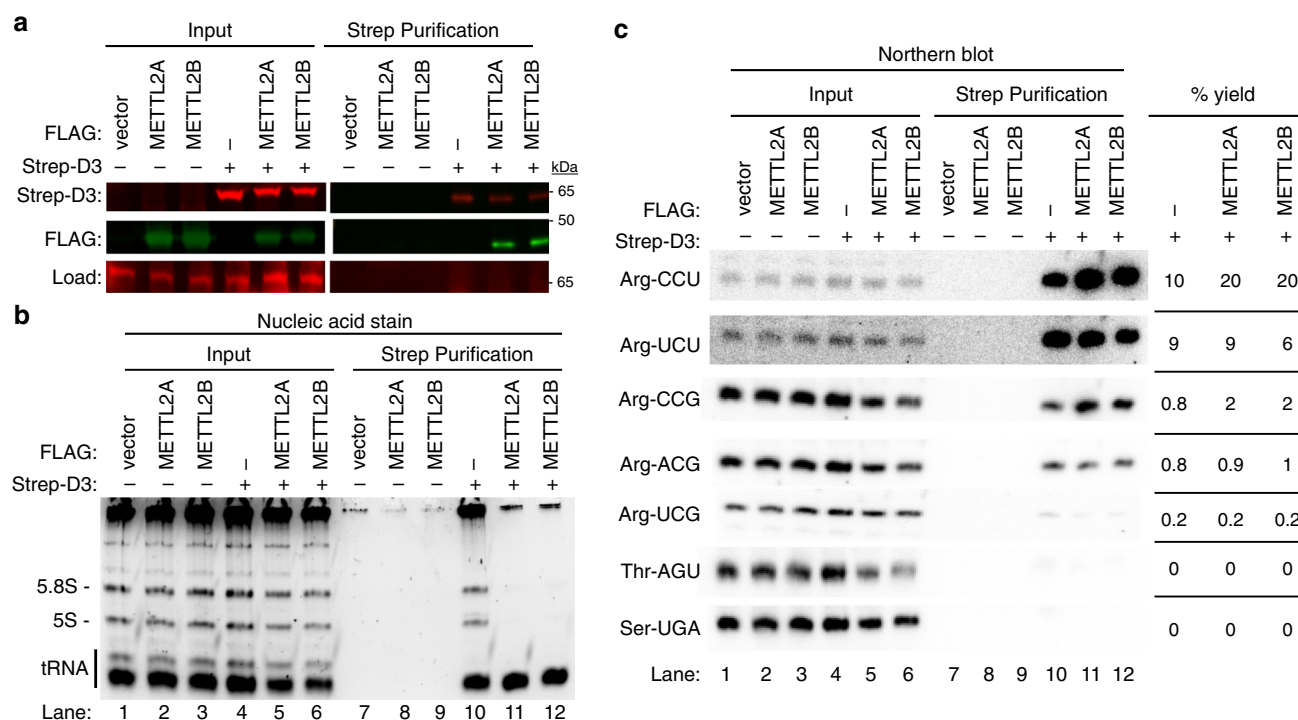 a
Input
Strep Purification
FLAG:
vector
METTL2A
METTL2B
–
METTL2A
METTL2B
vector
METTL2A
METTL2B
–
METTL2A
METTL2B
Strep-D3
– – – + + + – – – + + +
kDa
Strep-D3:
- 65
- 50
FLAG:
Load:
- 65
b
Nucleic acid stain
Input
Strep Purification
FLAG:
vector
METTL2A
METTL2B
–
METTL2A
METTL2B
vector
METTL2A
METTL2B
–
METTL2A
METTL2B
Strep-D3:
– – – + + + – – – + + +
5.8S -
5S -
tRNA
Lane: 1 2 3 4 5 6 7 8 9 10 11 12
c
Northern blot
Input
Strep Purification
% yield
FLAG:
vector
METTL2A
METTL2B
–
METTL2A
METTL2B
vector
METTL2A
METTL2B
–
METTL2A
METTL2B
–
METTL2A
METTL2B
Strep-D3:
– – – + + + – – – + + + + + +
Arg-CCU 10 20 20
Arg-UCU 9 9 6
Arg-CCG 0.8 2 2
Arg-ACG 0.8 0.9 1
Arg-UCG 0.2 0.2 0.2
Thr-AGU 0 0 0
Ser-UGA 0 0 0
Lane: 1 2 3 4 5 6 7 8 9 10 11 12